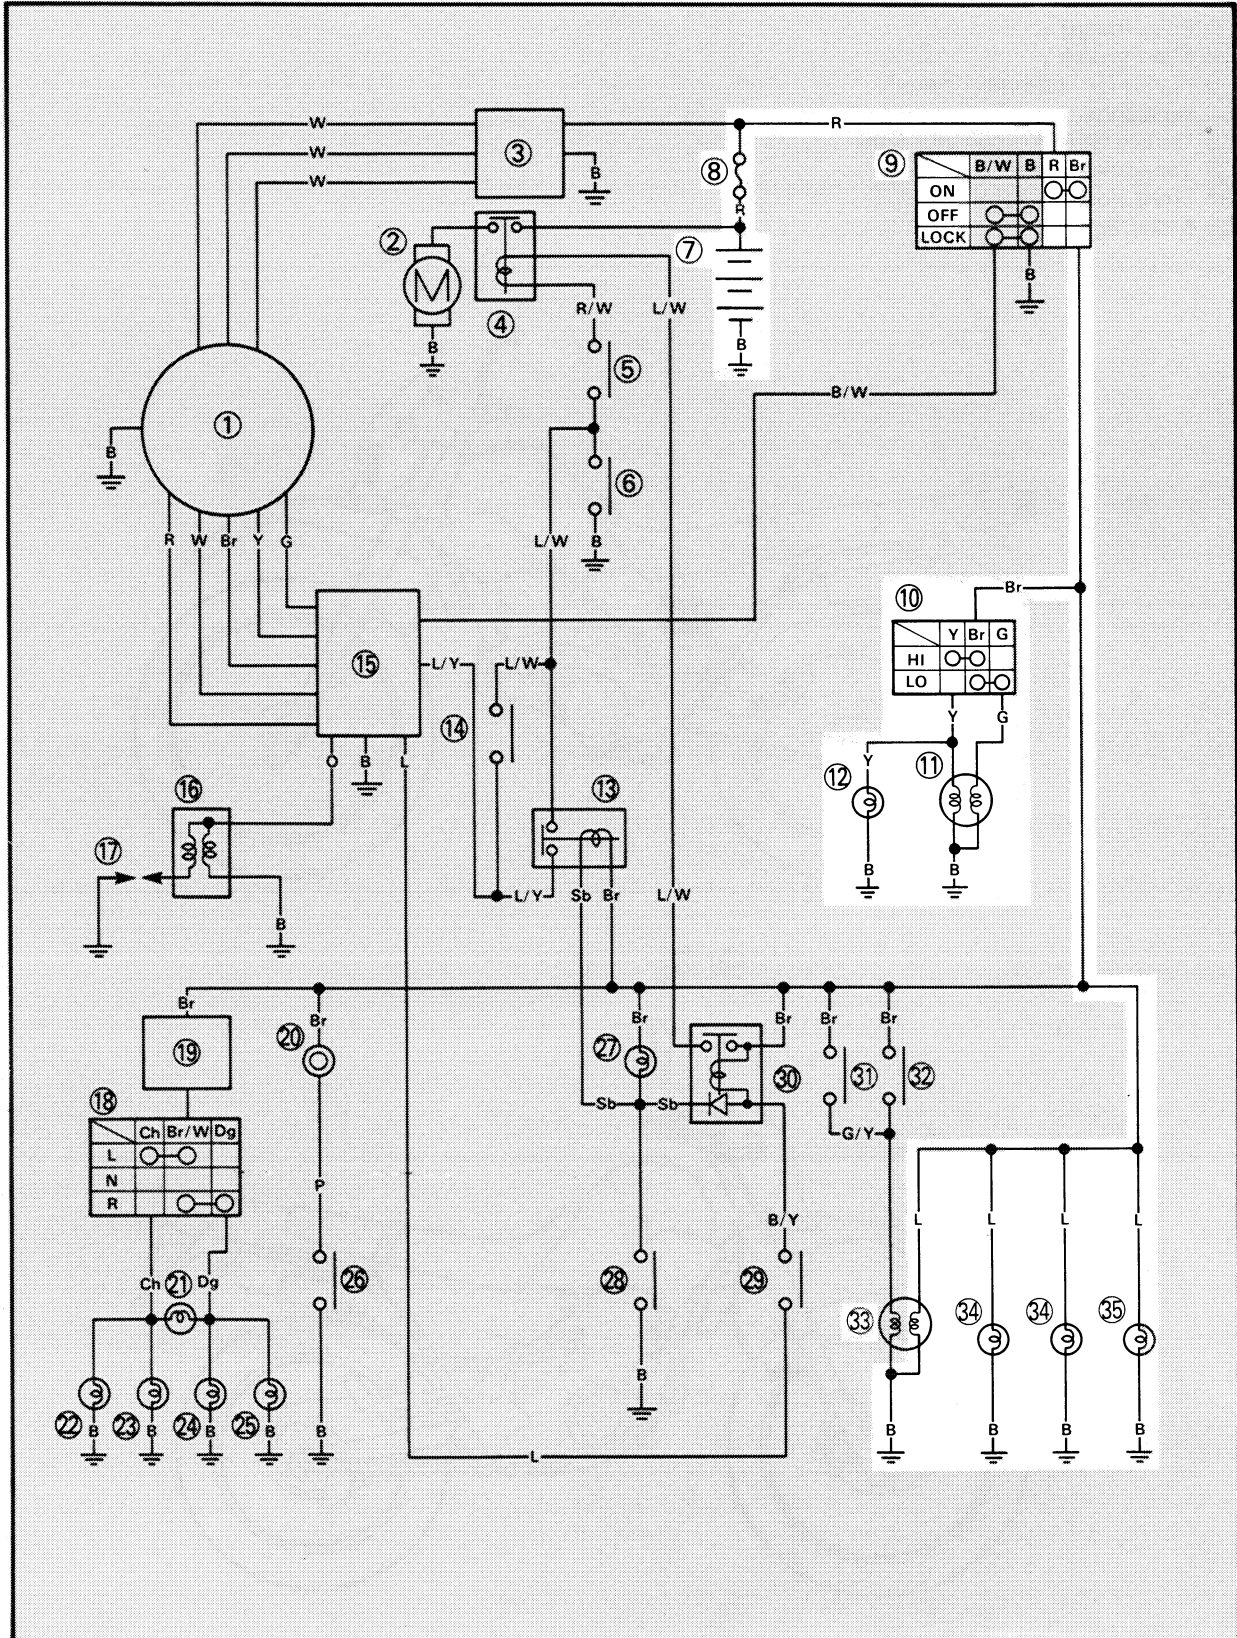 W
R
W ③ ⑧ ⑨ B/W B R Br
B ON
W R OFF
② ⑦ LOCK
M B
④ R/W L/W
B B
⑤
① B/W
B
⑥
R W Br Y G L/W B
⑩ Br
Y Br G
⑮ L/Y L/W HI
LO
⑭ Y G
O B L Y
⑯ ⑬ ⑫ ⑪
⑰
L/Y Sb Br L/W B B
B
Br Br Br Br Br Br
⑲ ⑳ ㉗ ㉚ ㉛ ㉜
⑱ Sb Sb
Ch Br/W Dg G/Y
L
N
R P
B/Y L L L L
Ch ㉑ Dg ㉖ ㉘ ㉙
㉝ ㉞ ㉞ ㉟
B
㉒ B ㉓ B ㉔ B ㉕ B B B B B B
L